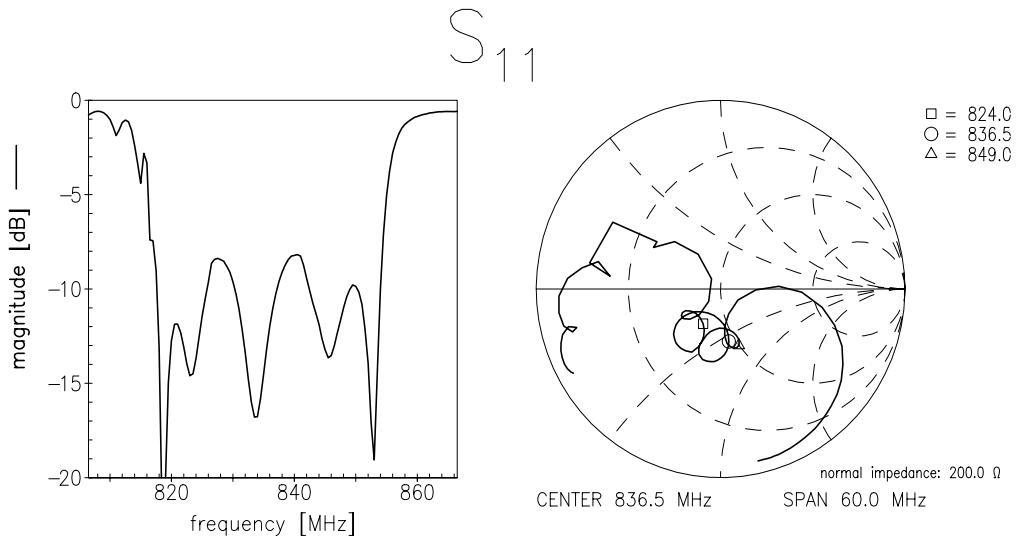 S11
0
−5
−10
−15
−20
magnitude [dB]
820 840 860
frequency [MHz]
□ = 824.0
○ = 836.5
△ = 849.0
normal impedance: 200.0 Ω
CENTER 836.5 MHz SPAN 60.0 MHz